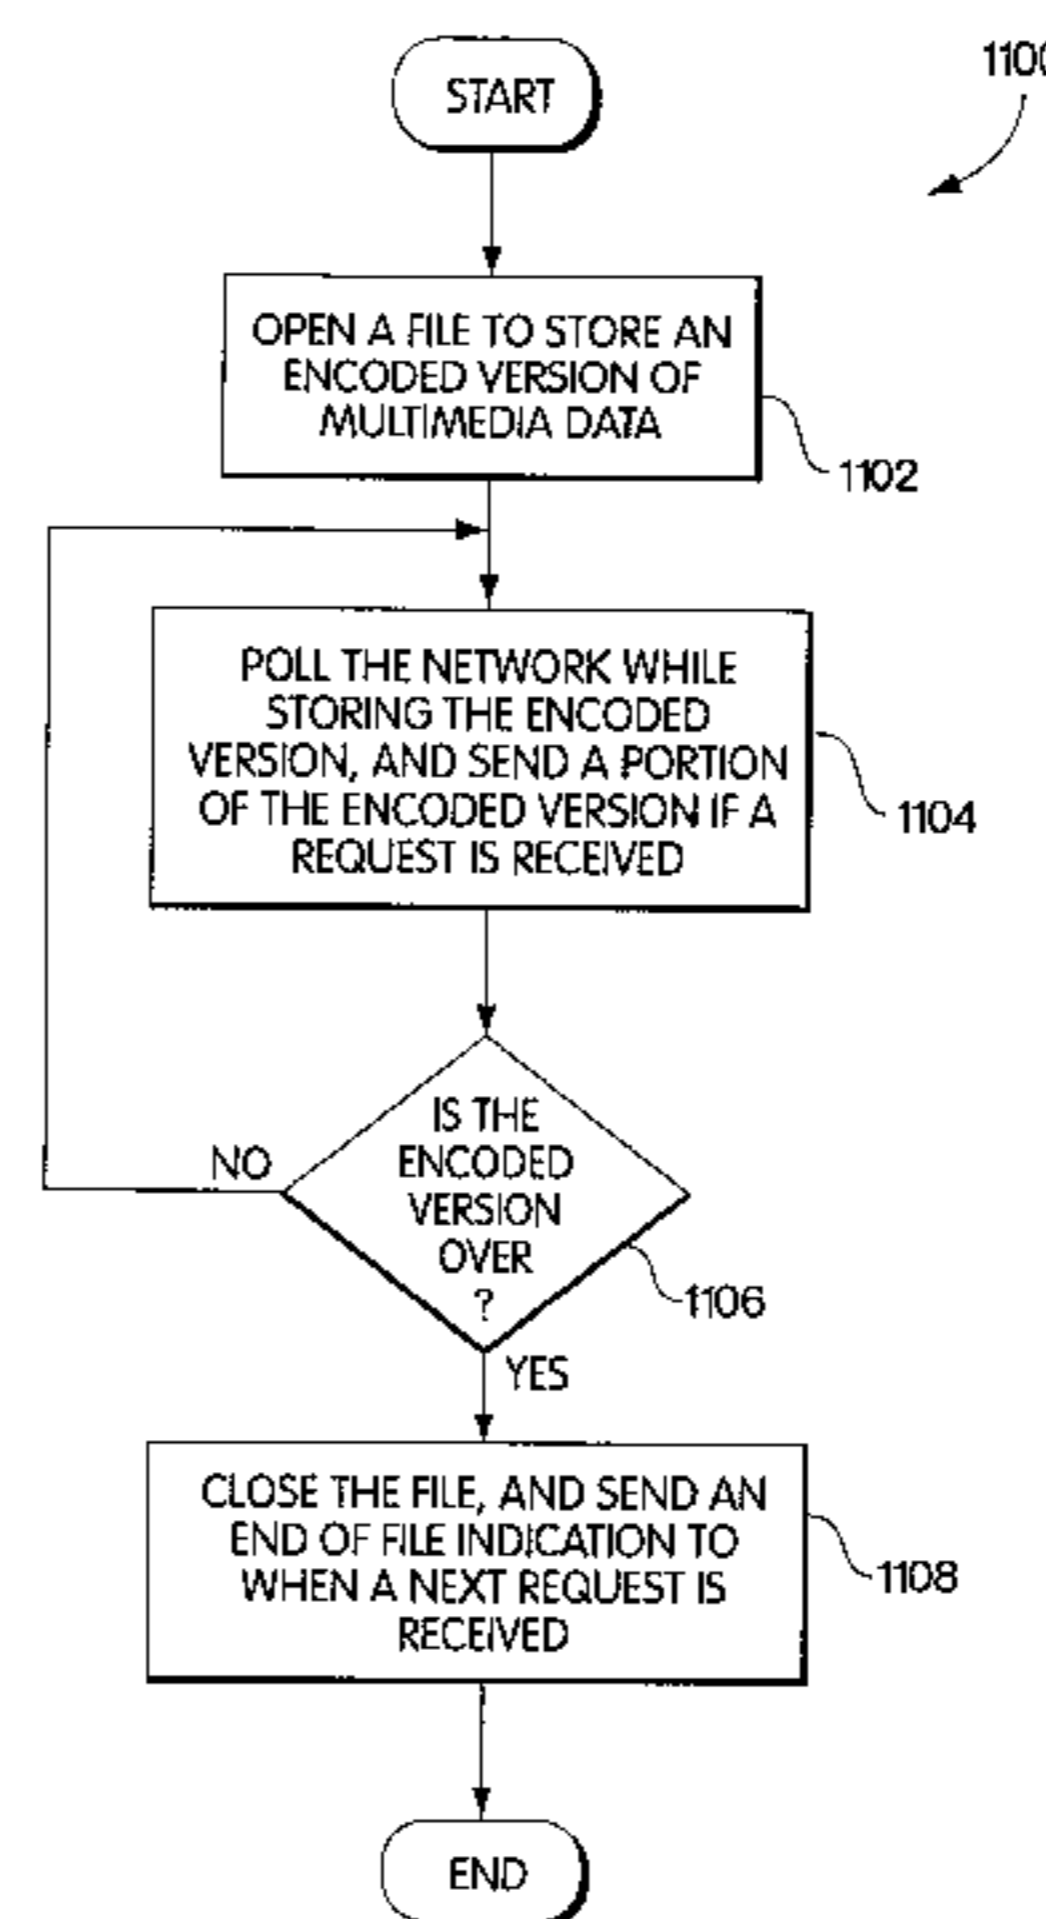 1100
START
OPEN A FILE TO STORE AN
ENCODED VERSION OF
MULTIMEDIA DATA
1102
POLL THE NETWORK WHILE
STORING THE ENCODED
VERSION, AND SEND A PORTION
OF THE ENCODED VERSION IF A
REQUEST IS RECEIVED
1104
IS THE
ENCODED
VERSION
OVER
?
NO
1106
YES
CLOSE THE FILE, AND SEND AN
END OF FILE INDICATION TO
WHEN A NEXT REQUEST IS
RECEIVED
1108
END